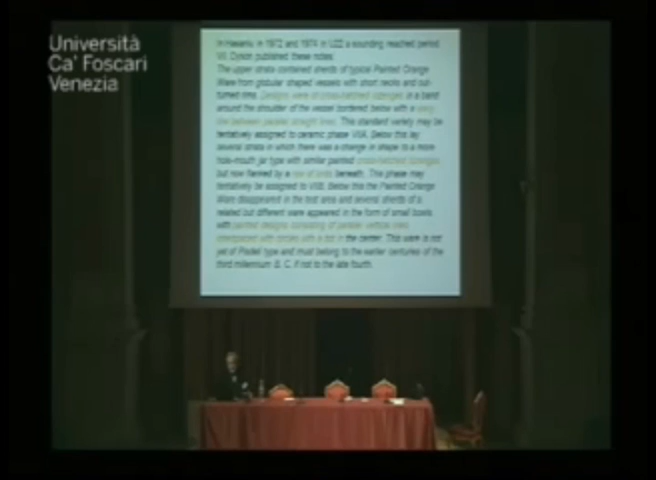 Università
Ca' Foscari
Venezia
In Hasanlu in 1972 and 1974 in U22 a sounding reached period
VII. Dyson published these notes.
The upper strata contained sherds of typical Painted Orange
Ware from globular shaped vessels with short necks and out-
turned rims. Designs were of cross-hatched lozenges in a band
around the shoulder of the vessel bordered below with a wavy
line between parallel straight lines. This standard variety may be
tentatively assigned to ceramic phase VIIA. Below this lay
several strata in which there was a change in shape to a more
hole-mouth jar type with similar painted cross-hatched lozenges
but now framed by a row of dots beneath. This phase may
tentatively be assigned to VIIB. Below this the Painted Orange
Ware disappeared in the test area and several sherds of a
related but different ware appeared in the form of small bowls
with painted designs consisting of parallel vertical lines
interspaced with circles with a dot in the center. This ware is not
yet of Pisdeli type and must belong to the earlier centuries of the
third millennium B. C. if not to the late fourth.